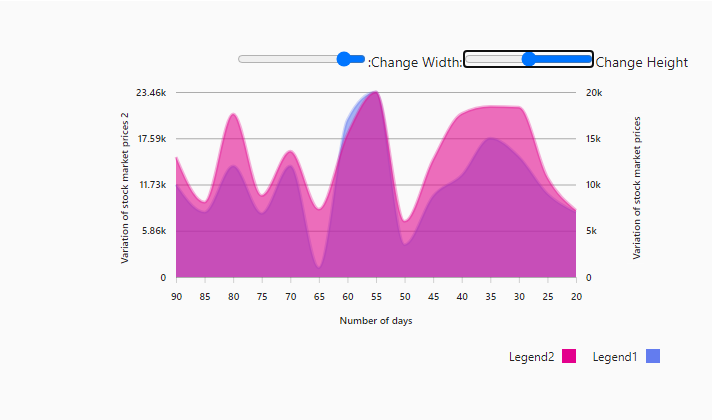 :Change Width: Change Height
23.46k
17.59k
11.73k
5.86k
0
Variation of stock market prices 2
20k
15k
10k
5k
0
Variation of stock market prices
90 85 80 75 70 65 60 55 50 45 40 35 30 25 20
Number of days
Legend2 Legend1